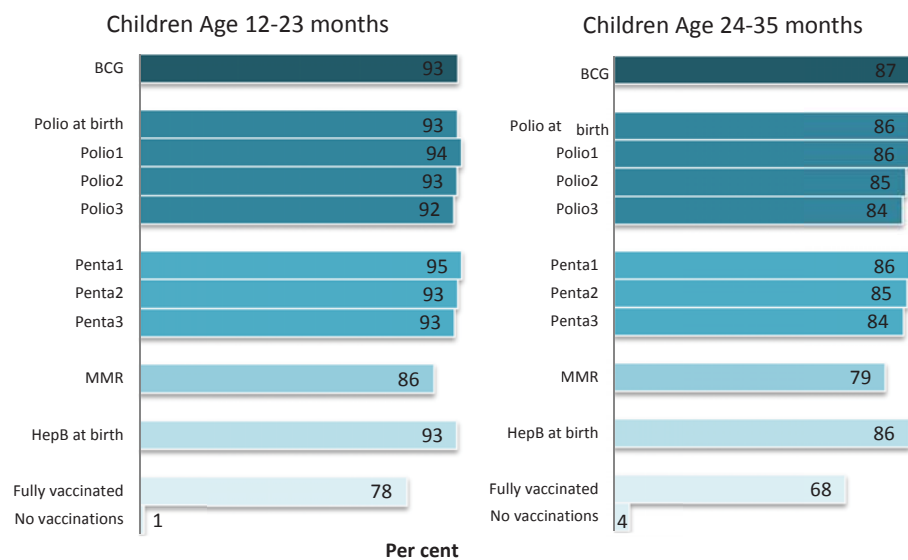 Children Age 12-23 months
BCG 93
Polio at birth 93
Polio1 94
Polio2 93
Polio3 92
Penta1 95
Penta2 93
Penta3 93
MMR 86
HepB at birth 93
Fully vaccinated 78
No vaccinations 1
Per cent
Children Age 24-35 months
BCG 87
Polio at birth 86
Polio1 86
Polio2 85
Polio3 84
Penta1 86
Penta2 85
Penta3 84
MMR 79
HepB at birth 86
Fully vaccinated 68
No vaccinations 4